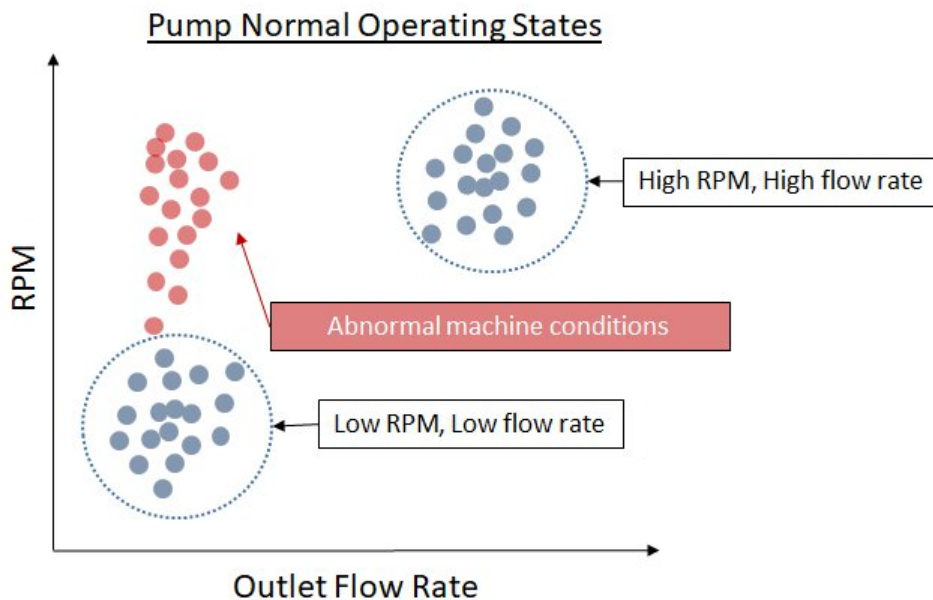 Pump Normal Operating States
High RPM, High flow rate
RPM
Abnormal machine conditions
Low RPM, Low flow rate
Outlet Flow Rate